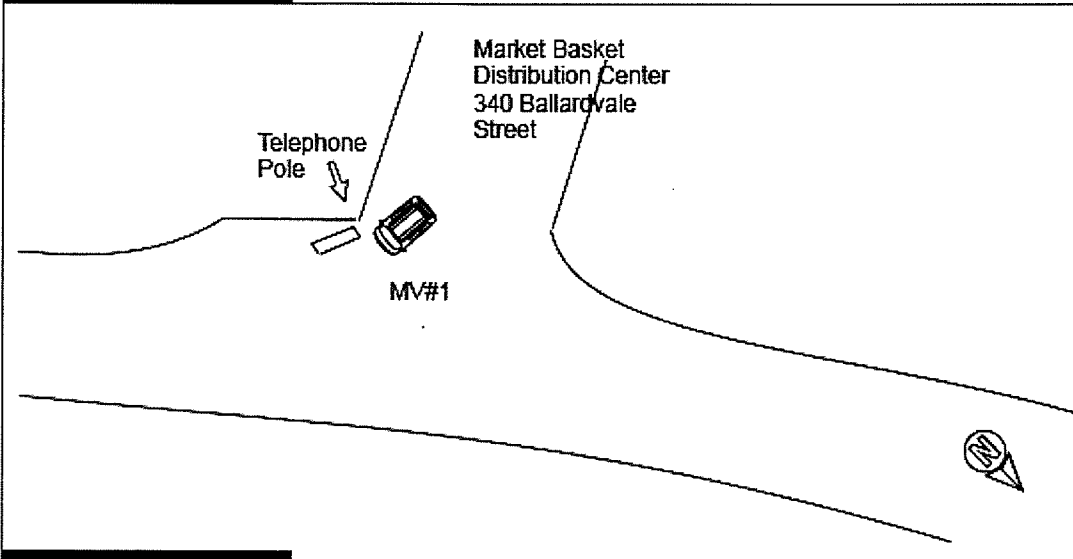 Market Basket
Distribution Center
340 Ballardvale
Street
Telephone
Pole
MV#1
N